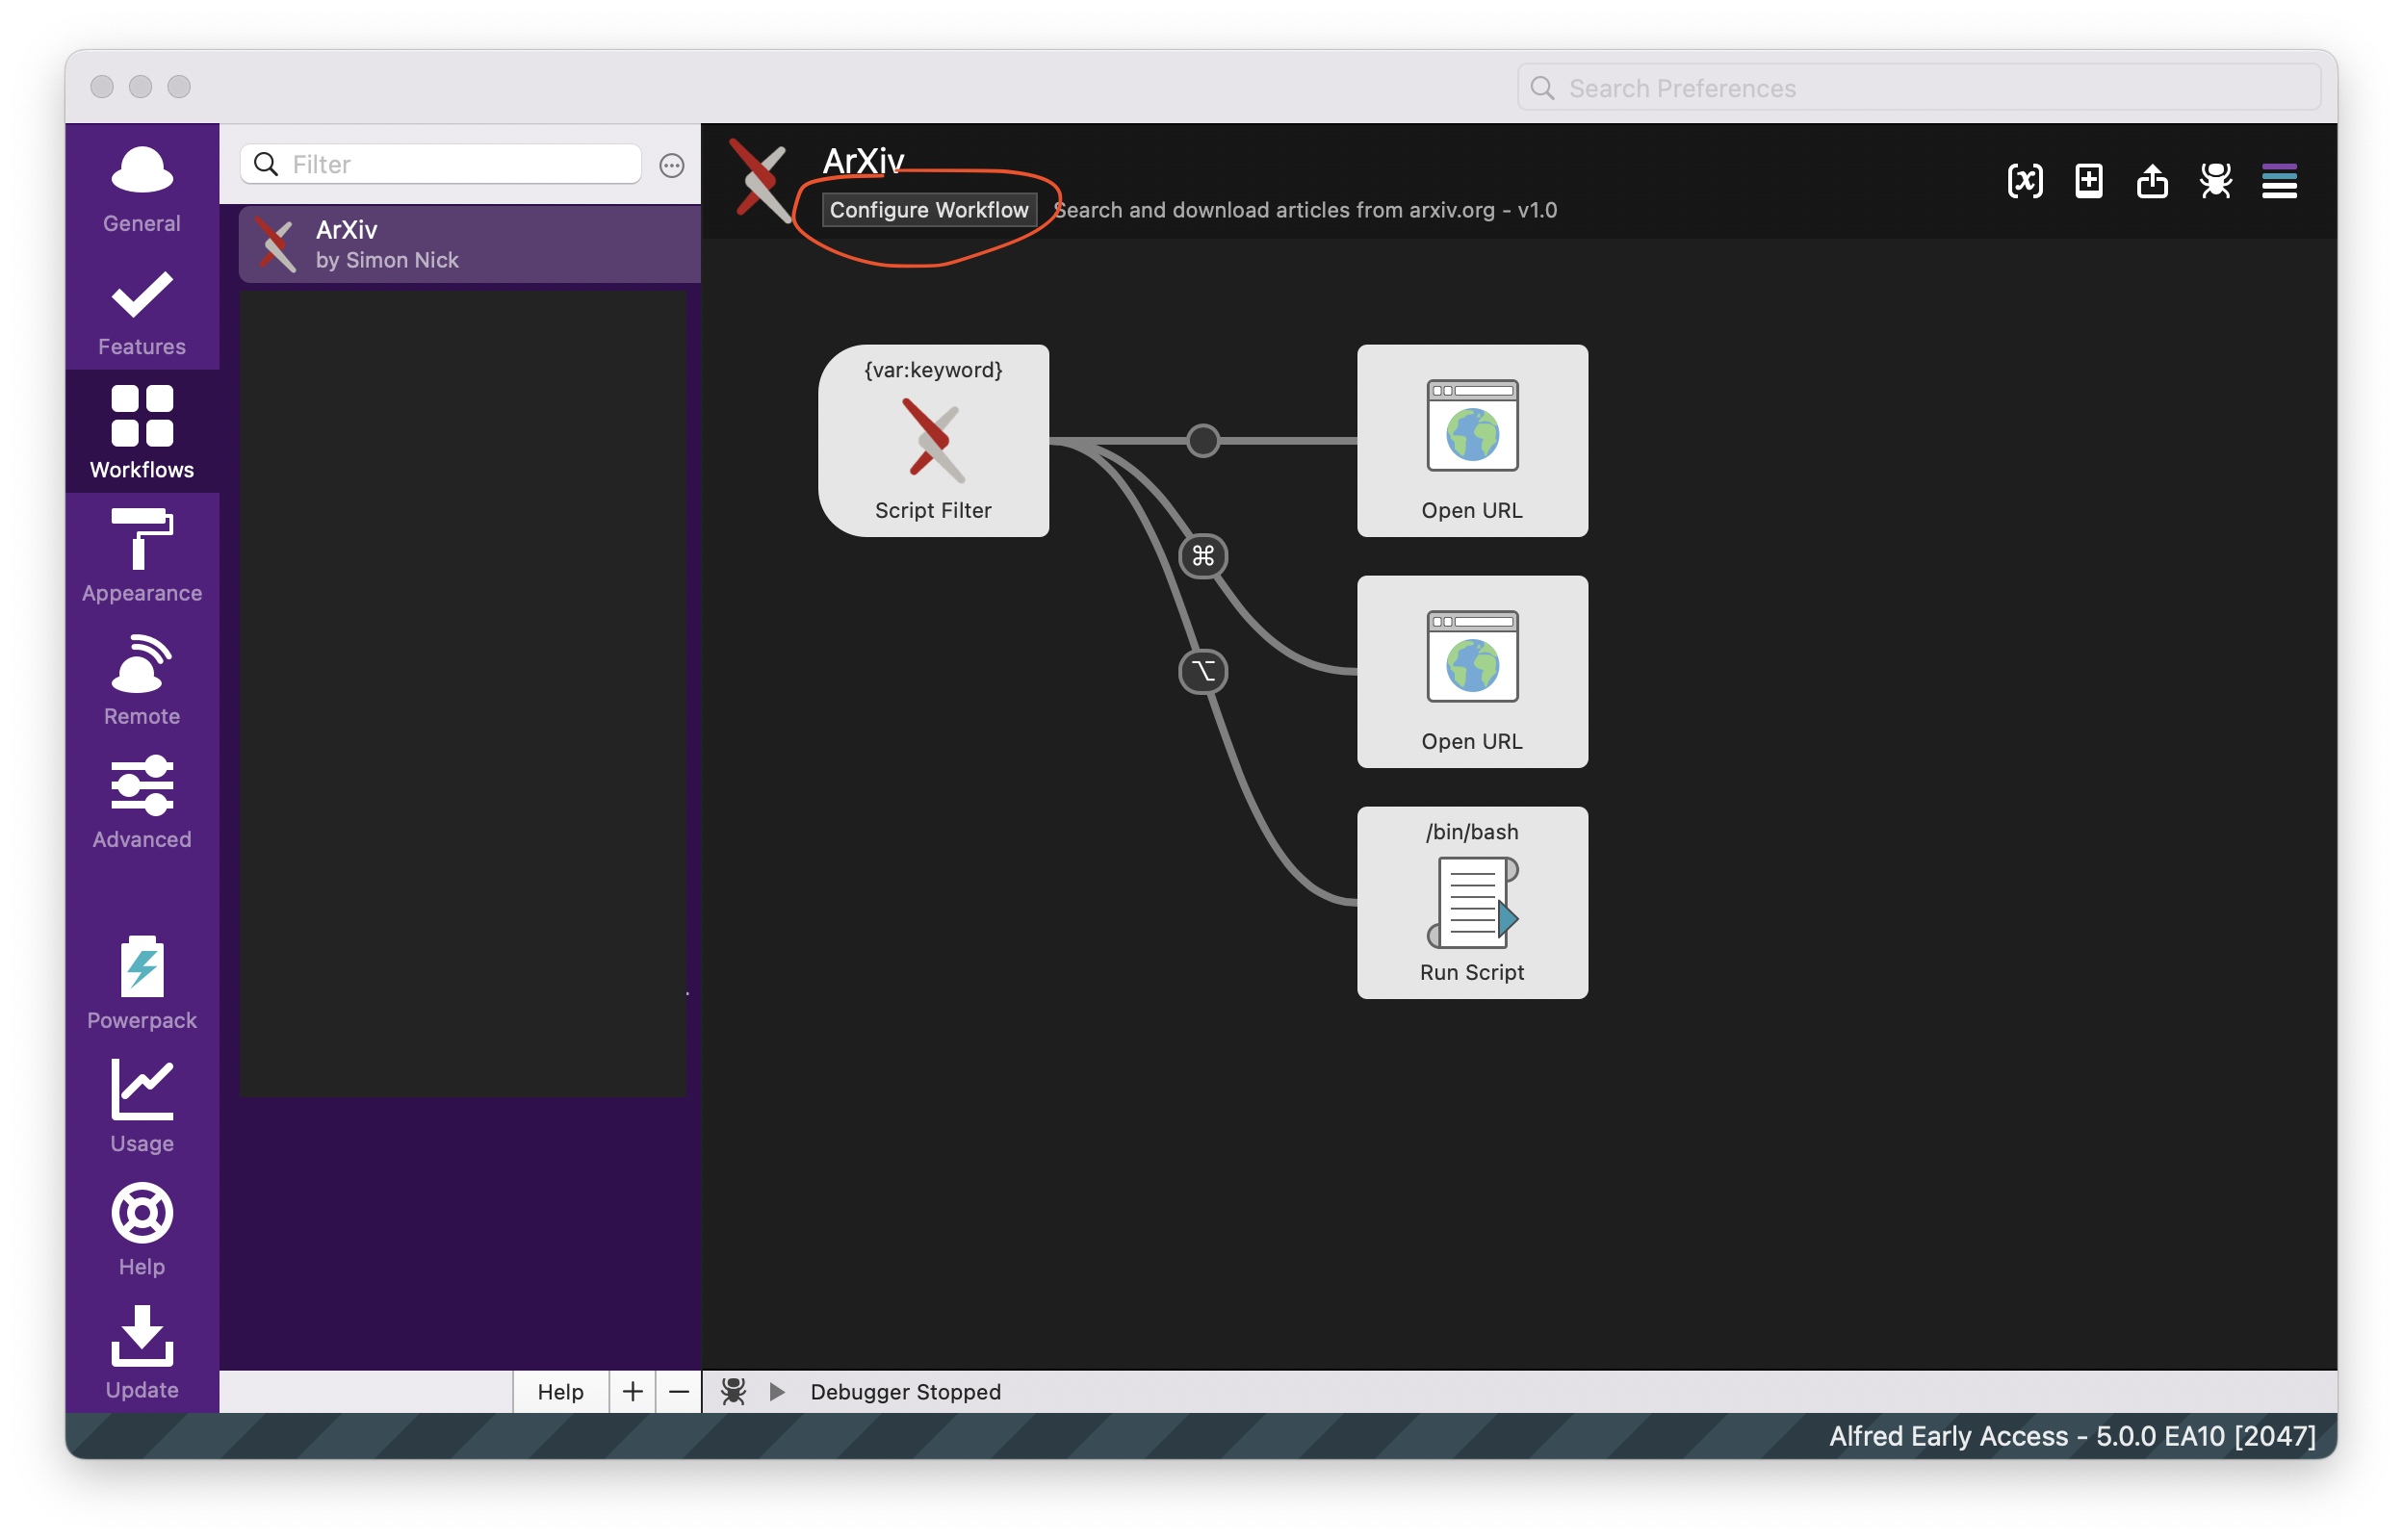 Search Preferences
General
Features
Workflows
Appearance
Remote
Advanced
Powerpack
Usage
Help
Update
Filter
ArXiv
by Simon Nick
Help
ArXiv
Configure Workflow
Search and download articles from arxiv.org - v1.0
{var:keyword}
Script Filter
Open URL
Open URL
/bin/bash
Run Script
Debugger Stopped
Alfred Early Access - 5.0.0 EA10 [2047]